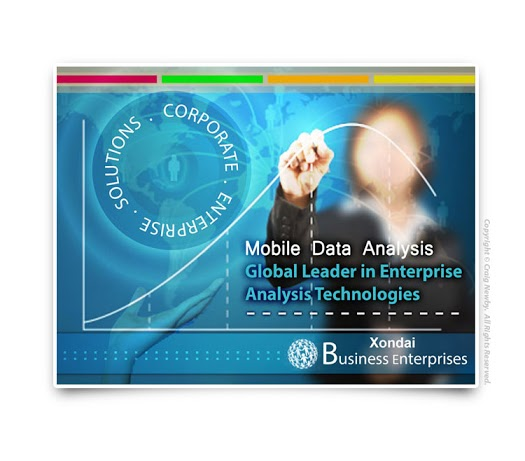 SOLUTIONS · CORPORATE · ENTERPRISE ·
Mobile Data Analysis
Global Leader in Enterprise
Analysis Technologies
Xondai
Business Enterprises
Copyright © Craig Newby. All Rights Reserved.